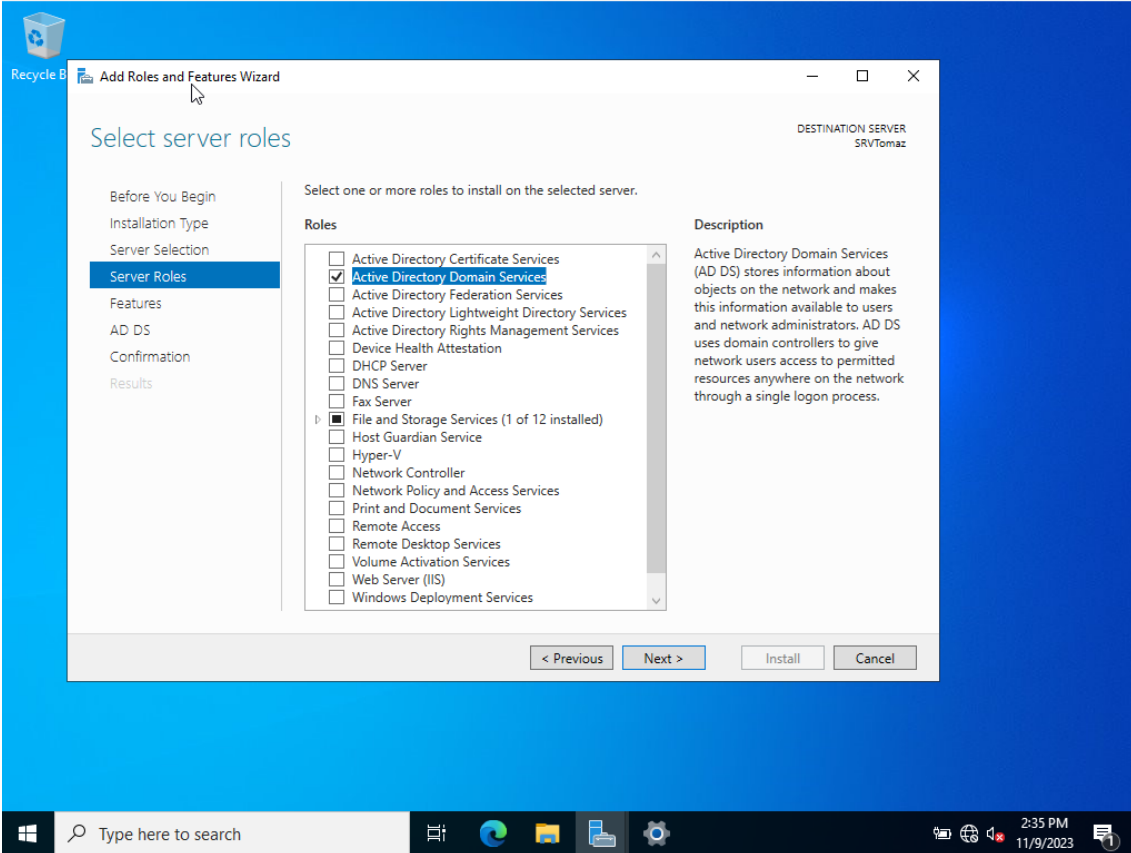 Recycle B
Add Roles and Features Wizard
Select server roles
DESTINATION SERVER
SRVTomaz
Before You Begin
Installation Type
Server Selection
Server Roles
Features
AD DS
Confirmation
Results
Select one or more roles to install on the selected server.
Roles
Active Directory Certificate Services
Active Directory Domain Services
Active Directory Federation Services
Active Directory Lightweight Directory Services
Active Directory Rights Management Services
Device Health Attestation
DHCP Server
DNS Server
Fax Server
File and Storage Services (1 of 12 installed)
Host Guardian Service
Hyper-V
Network Controller
Network Policy and Access Services
Print and Document Services
Remote Access
Remote Desktop Services
Volume Activation Services
Web Server (IIS)
Windows Deployment Services
Description
Active Directory Domain Services
(AD DS) stores information about
objects on the network and makes
this information available to users
and network administrators. AD DS
uses domain controllers to give
network users access to permitted
resources anywhere on the network
through a single logon process.
< Previous
Next >
Install
Cancel
Type here to search
2:35 PM
11/9/2023
1